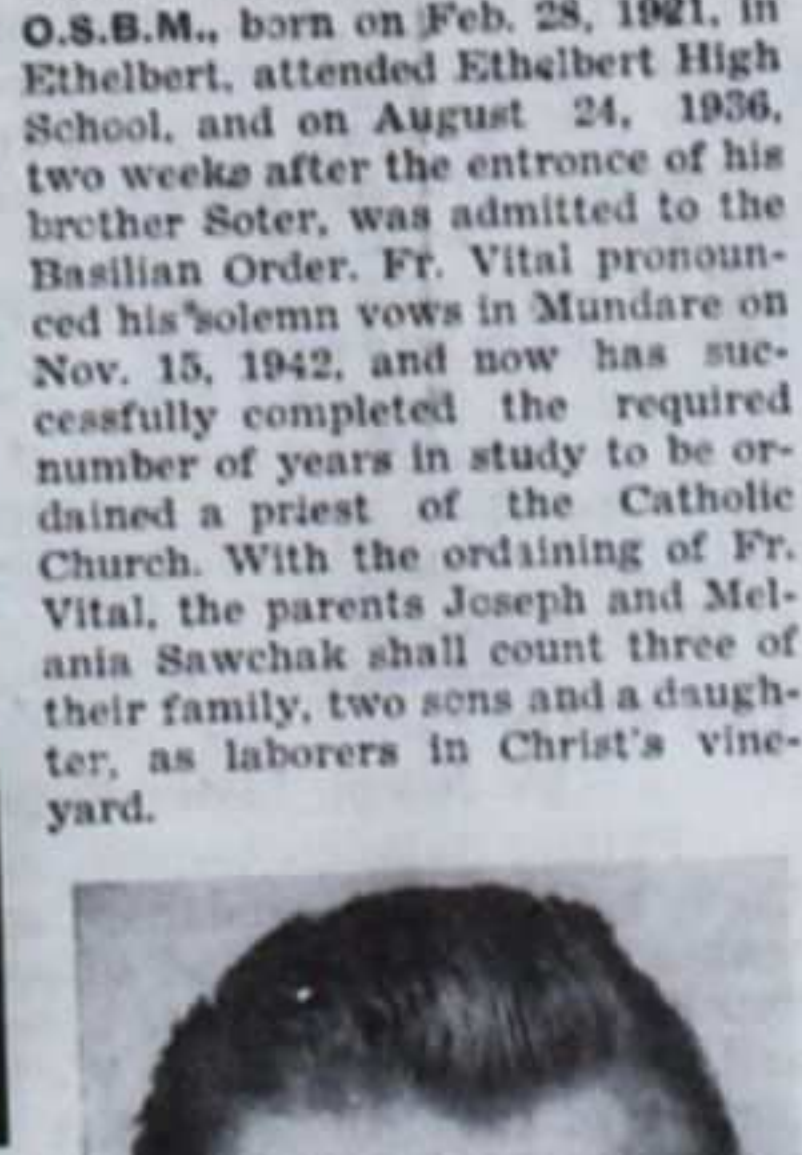 O.S.B.M., born on Feb. 28, 1921, in
Ethelbert, attended Ethelbert High
School, and on August 24, 1936,
two weeks after the entronce of his
brother Soter, was admitted to the
Basilian Order. Fr. Vital pronoun-
ced his solemn vows in Mundare on
Nov. 15, 1942, and now has suc-
cessfully completed the required
number of years in study to be or-
dained a priest of the Catholic
Church. With the ordaining of Fr.
Vital, the parents Joseph and Mel-
ania Sawchak shall count three of
their family, two sons and a daugh-
ter, as laborers in Christ's vine-
yard.